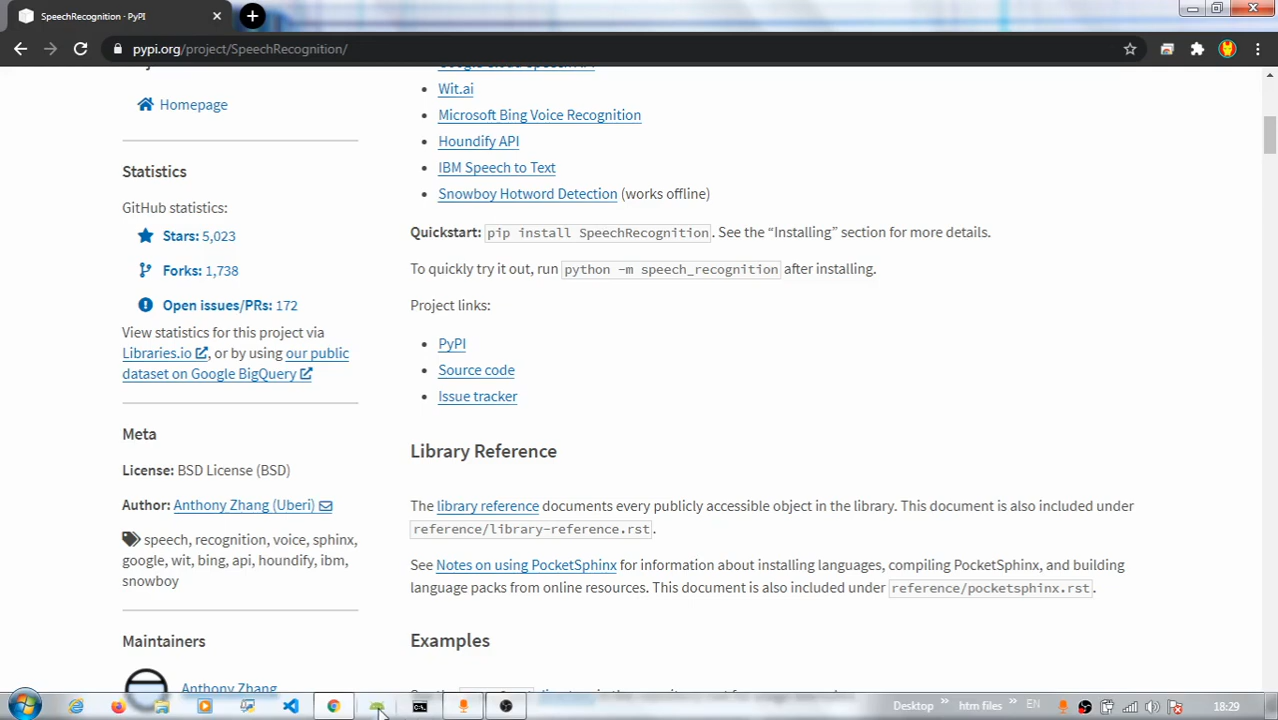 SpeechRecognition · PyPI
pypi.org/project/SpeechRecognition/
Homepage
Statistics
GitHub statistics:
Stars: 5,023
Forks: 1,738
Open issues/PRs: 172
View statistics for this project via
Libraries.io, or by using our public
dataset on Google BigQuery
Meta
License: BSD License (BSD)
Author: Anthony Zhang (Uberi)
speech, recognition, voice, sphinx,
google, wit, bing, api, houndify, ibm,
snowboy
Maintainers
Anthony Zhang
Google Cloud Speech API
Wit.ai
Microsoft Bing Voice Recognition
Houndify API
IBM Speech to Text
Snowboy Hotword Detection (works offline)
Quickstart: pip install SpeechRecognition. See the “Installing” section for more details.
To quickly try it out, run python -m speech_recognition after installing.
Project links:
PyPI
Source code
Issue tracker
Library Reference
The library reference documents every publicly accessible object in the library. This document is also included under
reference/library-reference.rst.
See Notes on using PocketSphinx for information about installing languages, compiling PocketSphinx, and building
language packs from online resources. This document is also included under reference/pocketsphinx.rst.
Examples
Desktop » htm files » EN 18:29